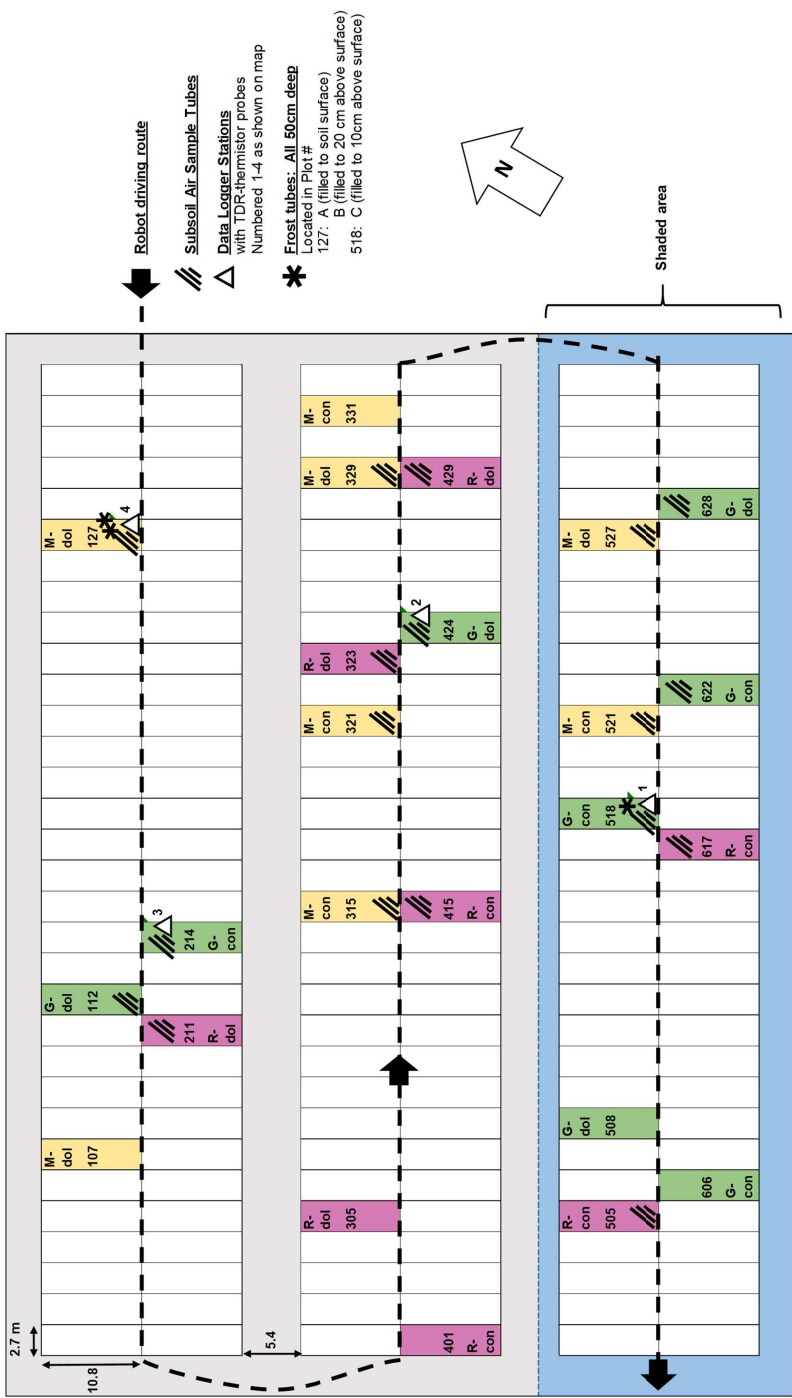 Robot driving route
Subsoil Air Sample Tubes
Data Logger Stations
with TDR-thermistor probes
Numbered 1-4 as shown on map
Frost tubes: All 50cm deep
Located in Plot #
127: A (filled to soil surface)
B (filled to 20 cm above surface)
518: C (filled to 10cm above surface)
N
Shaded area
2.7 m
10.8
5.4
M-
dol
107
G-
dol
112
M-
dol
127
4
211
R-
dol
214
G-
con
3
R-
dol
305
M-
con
315
M-
con
321
R-
dol
323
M-
dol
329
M-
con
331
401
R-
con
415
R-
con
424
G-
dol
2
429
R-
dol
R-
con
505
G-
dol
508
G-
con
518
1
M-
con
521
M-
dol
527
606
G-
con
617
R-
con
622
G-
con
628
G-
dol